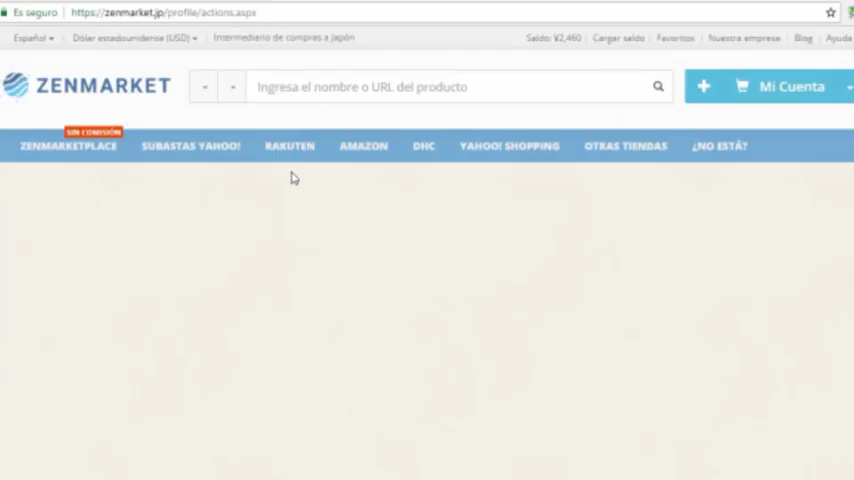 Es seguro | https://zenmarket.jp/profile/actions.aspx
Español | Dólar estadounidense (USD) | Intermediario de compras a Japón
Saldo: ¥2,460 | Cargar saldo | Favoritos | Nuestra empresa | Blog | Ayuda
ZENMARKET
Ingresa el nombre o URL del producto
Mi Cuenta
SIN COMISIÓN
ZENMARKETPLACE SUBASTAS YAHOO! RAKUTEN AMAZON DHC YAHOO! SHOPPING OTRAS TIENDAS ¿NO ESTÁ?